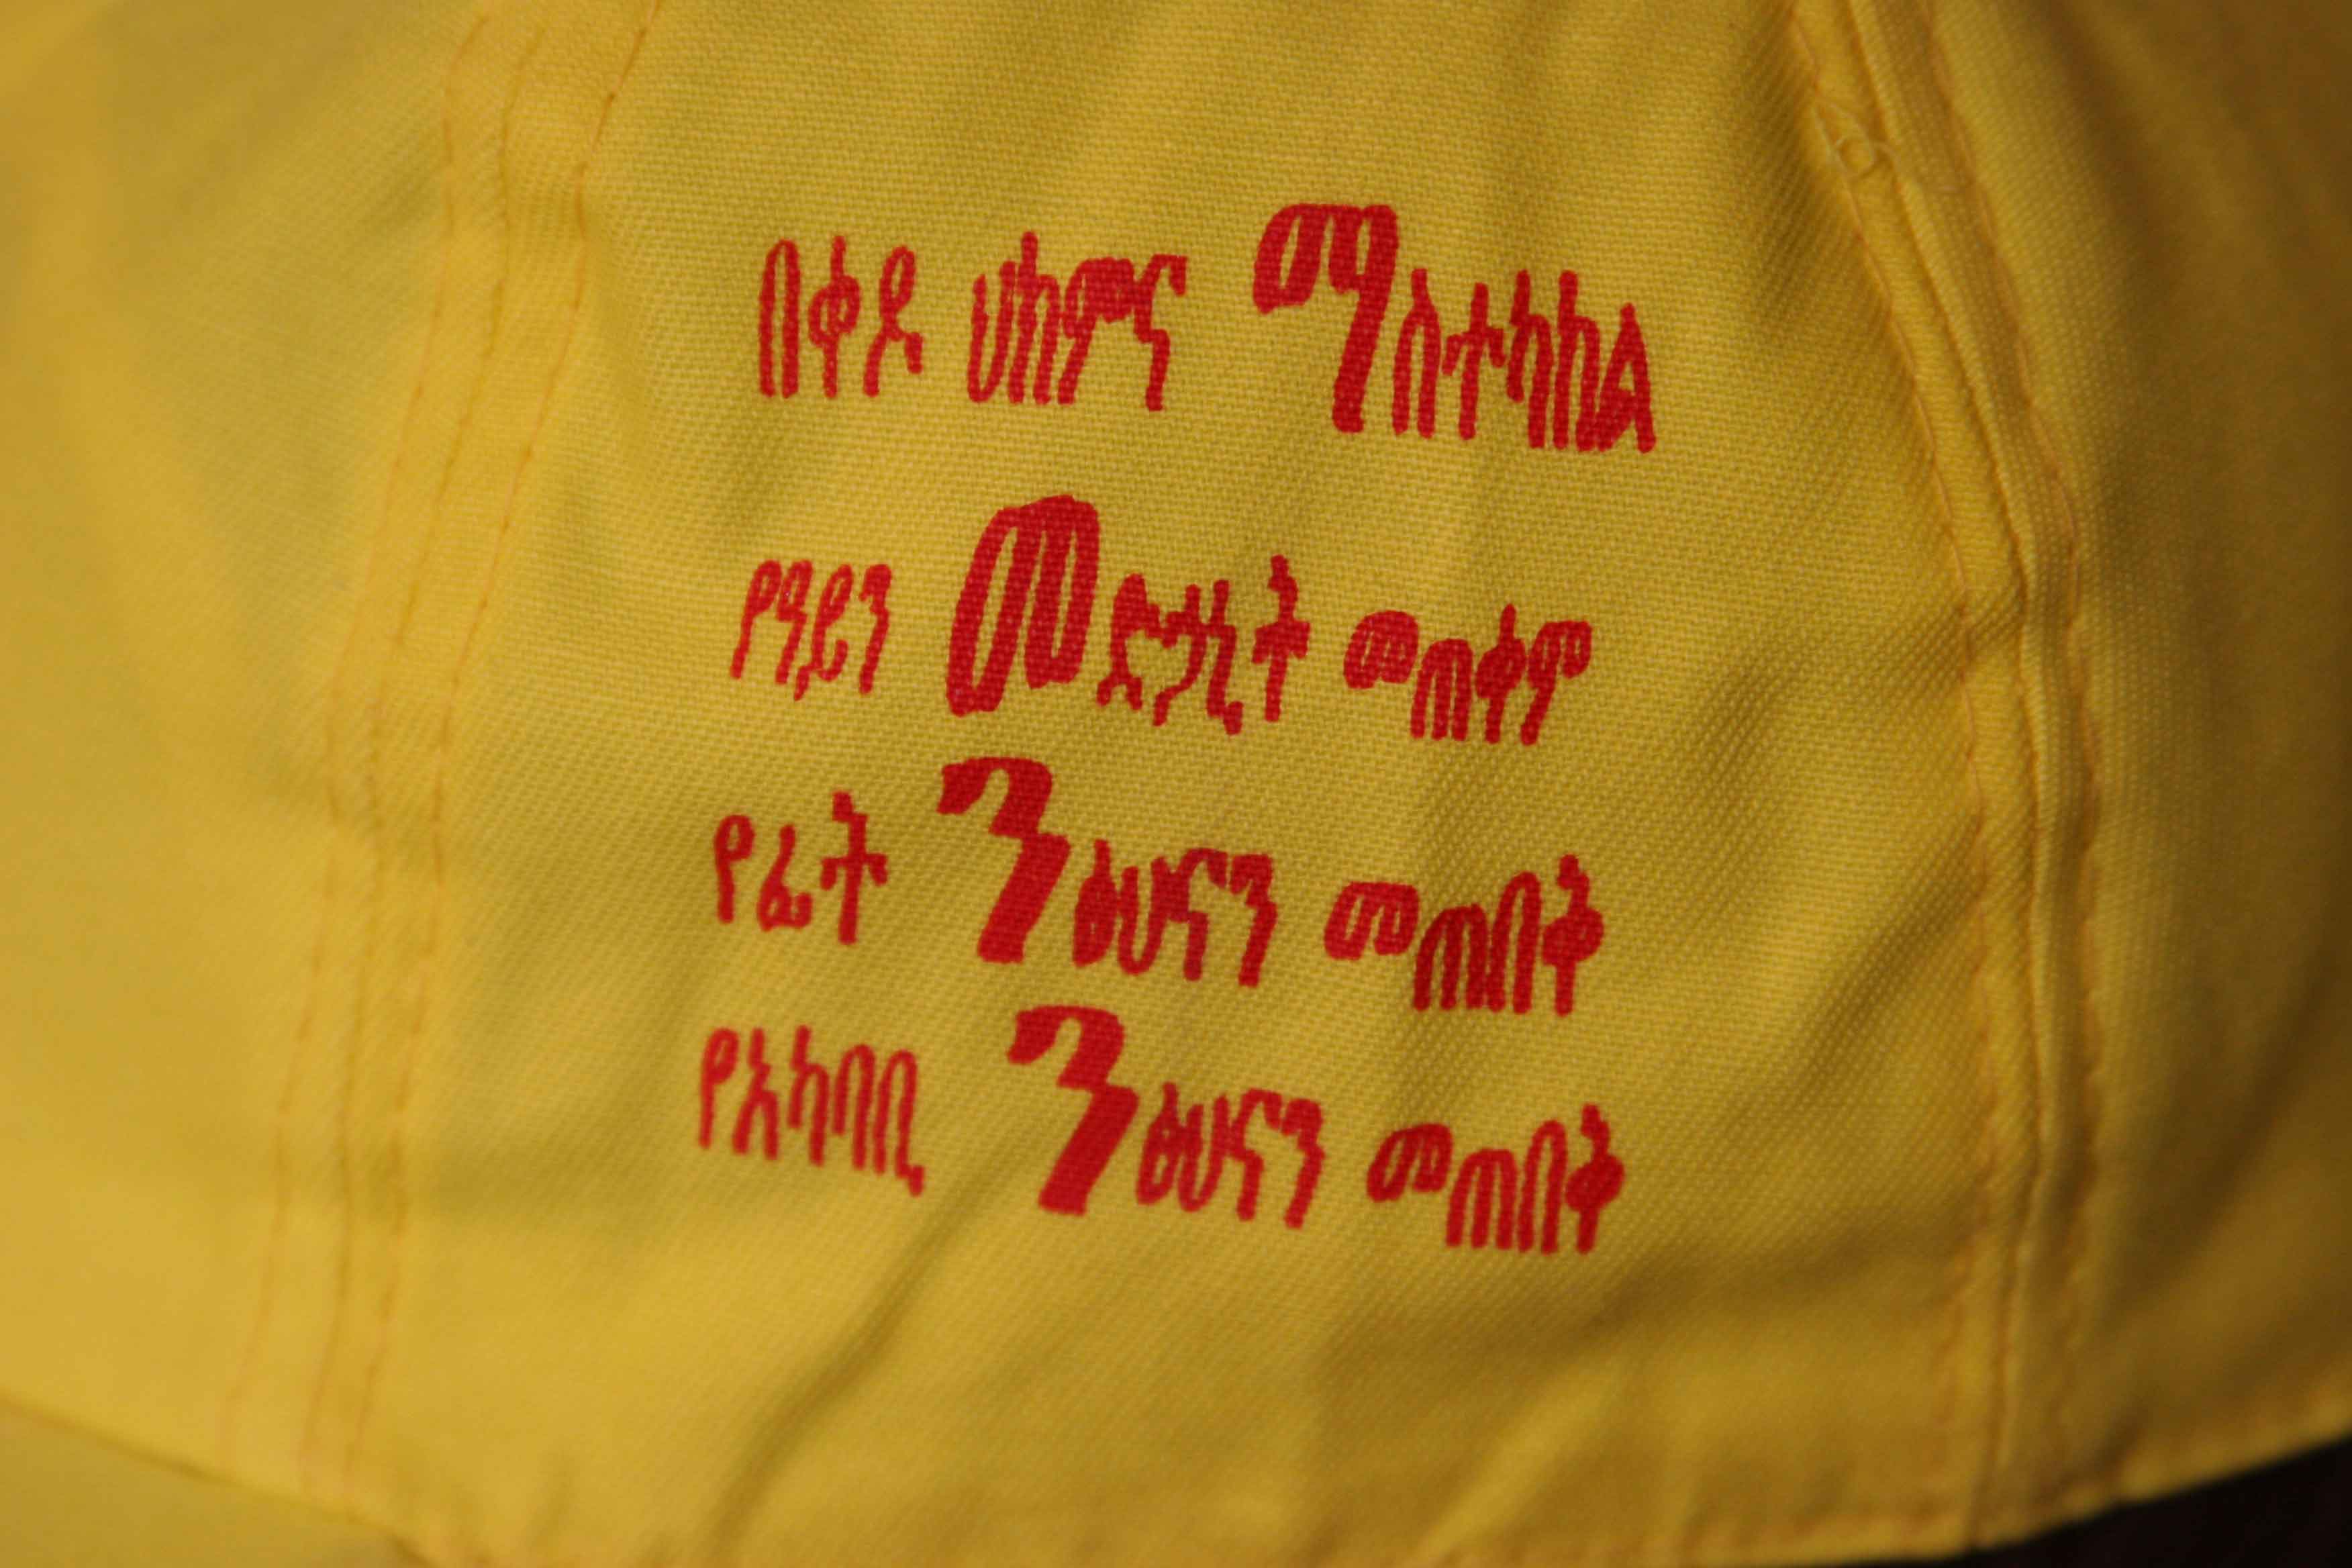 በቀዶ ህክምና ማስተካከል
የዓይን መድኃኒት መጠቀም
የፊት ንፅህናን መጠበቅ
የአካባቢ ንፅህናን መጠበቅ